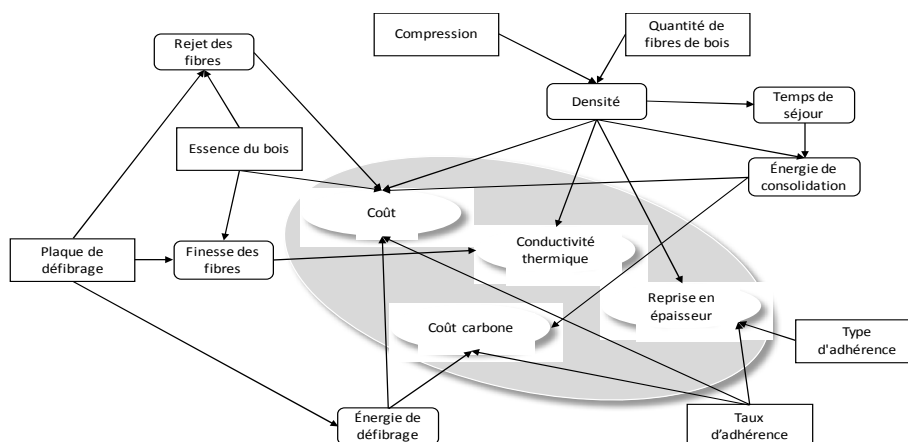 Compression
Quantité de
fibres de bois
Rejet des
fibres
Densité
Temps de
séjour
Essence du bois
Énergie de
consolidation
Coût
Plaque de
défibrage
Finesse des
fibres
Conductivité
thermique
Reprise en
épaisseur
Coût carbone
Type
d'adhérence
Énergie de
défibrage
Taux
d’adhérence